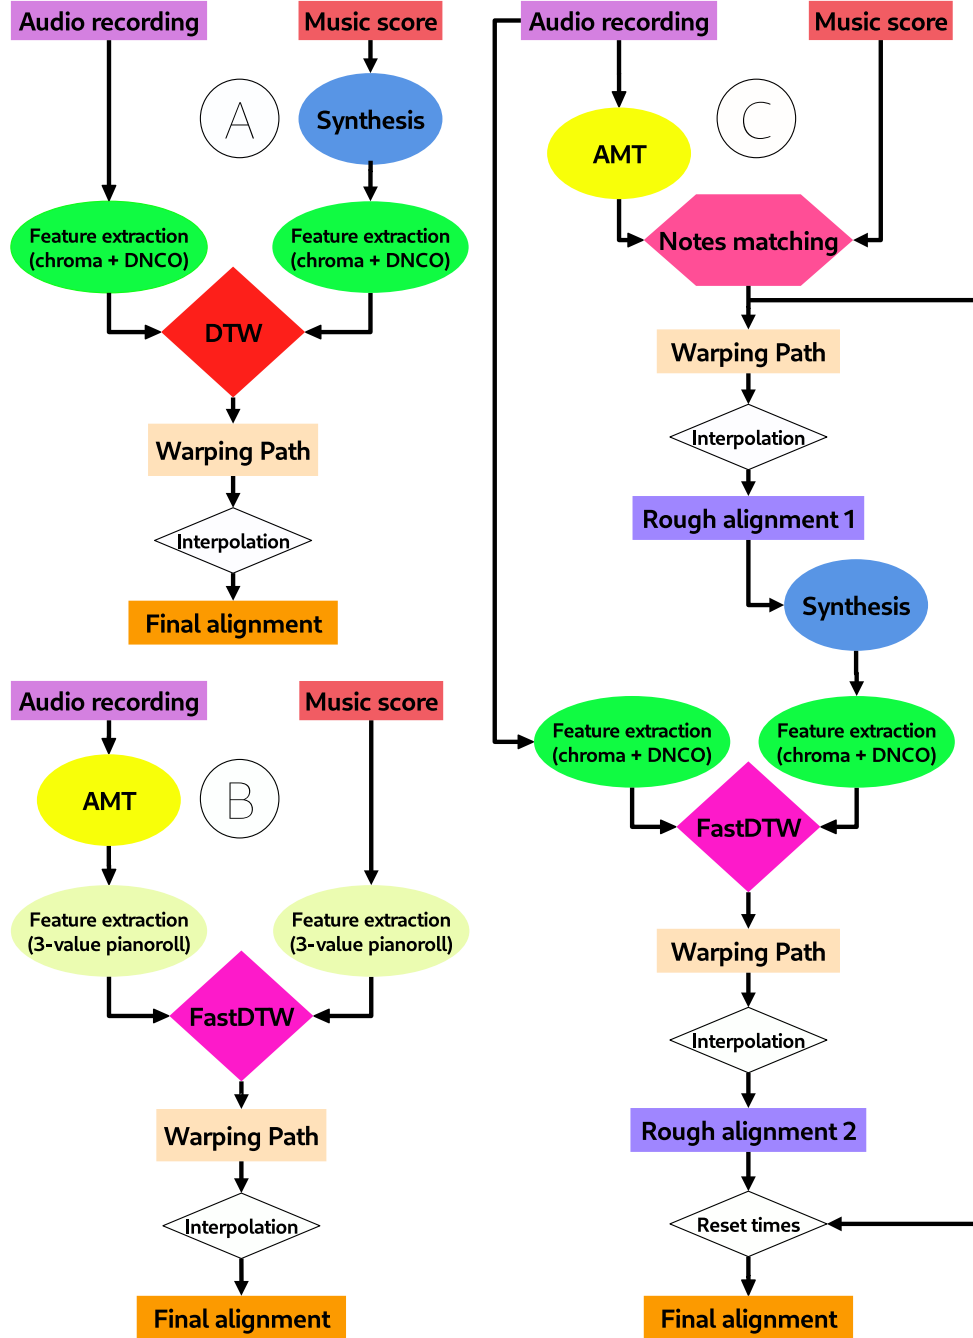 Audio recording
Music score
A
Synthesis
Feature extraction
(chroma + DNCO)
Feature extraction
(chroma + DNCO)
DTW
Warping Path
Interpolation
Final alignment
Audio recording
Music score
AMT
B
Feature extraction
(3-value pianoroll)
Feature extraction
(3-value pianoroll)
FastDTW
Warping Path
Interpolation
Final alignment
Audio recording
Music score
C
AMT
Notes matching
Warping Path
Interpolation
Rough alignment 1
Synthesis
Feature extraction
(chroma + DNCO)
Feature extraction
(chroma + DNCO)
FastDTW
Warping Path
Interpolation
Rough alignment 2
Reset times
Final alignment